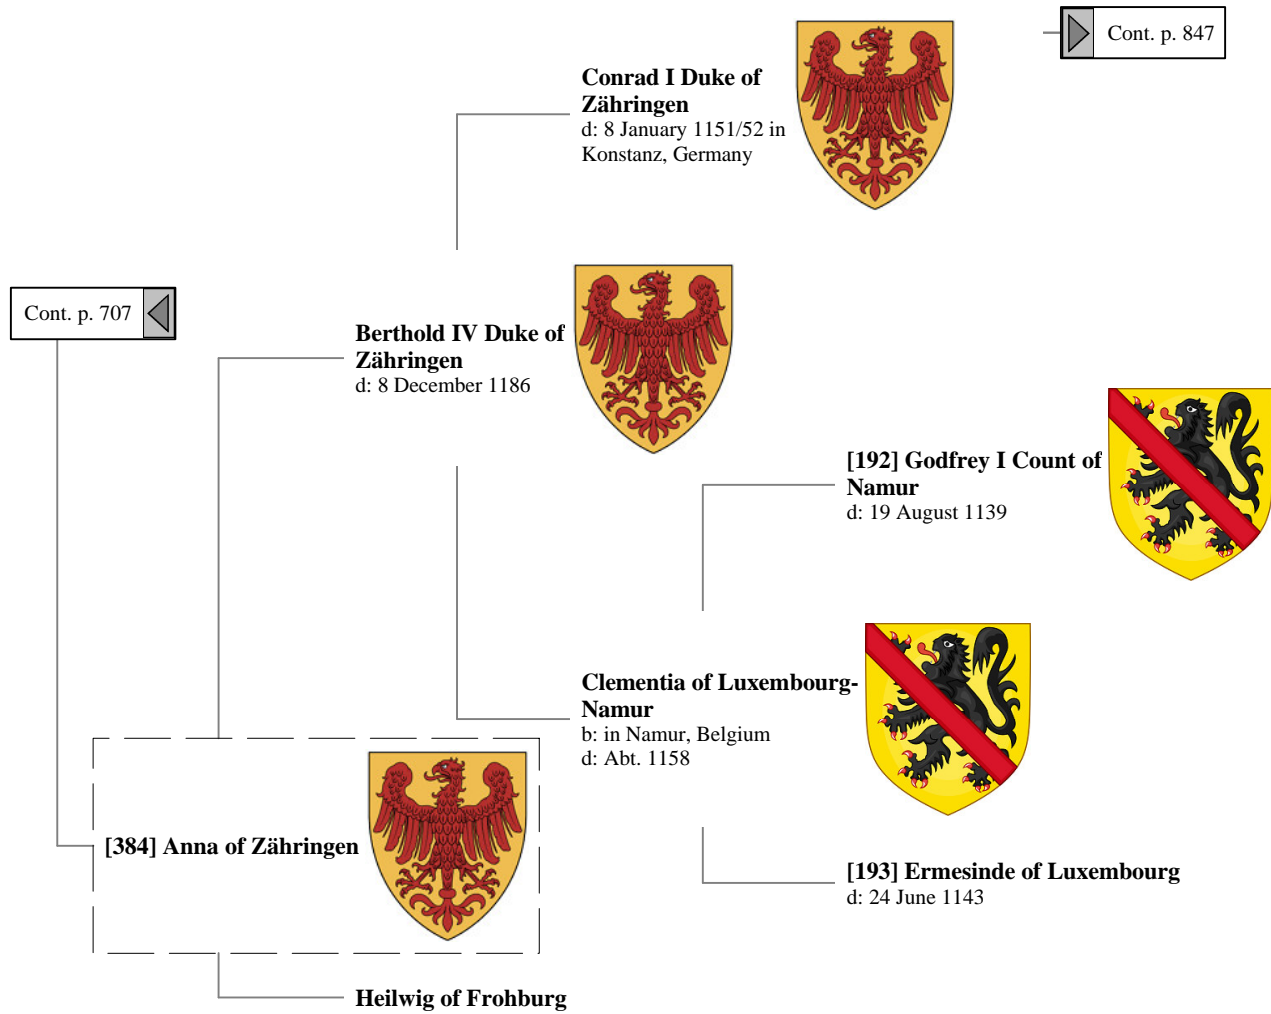 Cont. p. 847
Conrad I Duke of
Zähringen
d: 8 January 1151/52 in
Konstanz, Germany
Cont. p. 707
Berthold IV Duke of
Zähringen
d: 8 December 1186
[192] Godfrey I Count of
Namur
d: 19 August 1139
Clementia of Luxembourg-
Namur
b: in Namur, Belgium
d: Abt. 1158
[384] Anna of Zähringen
[193] Ermesinde of Luxembourg
d: 24 June 1143
Heilwig of Frohburg